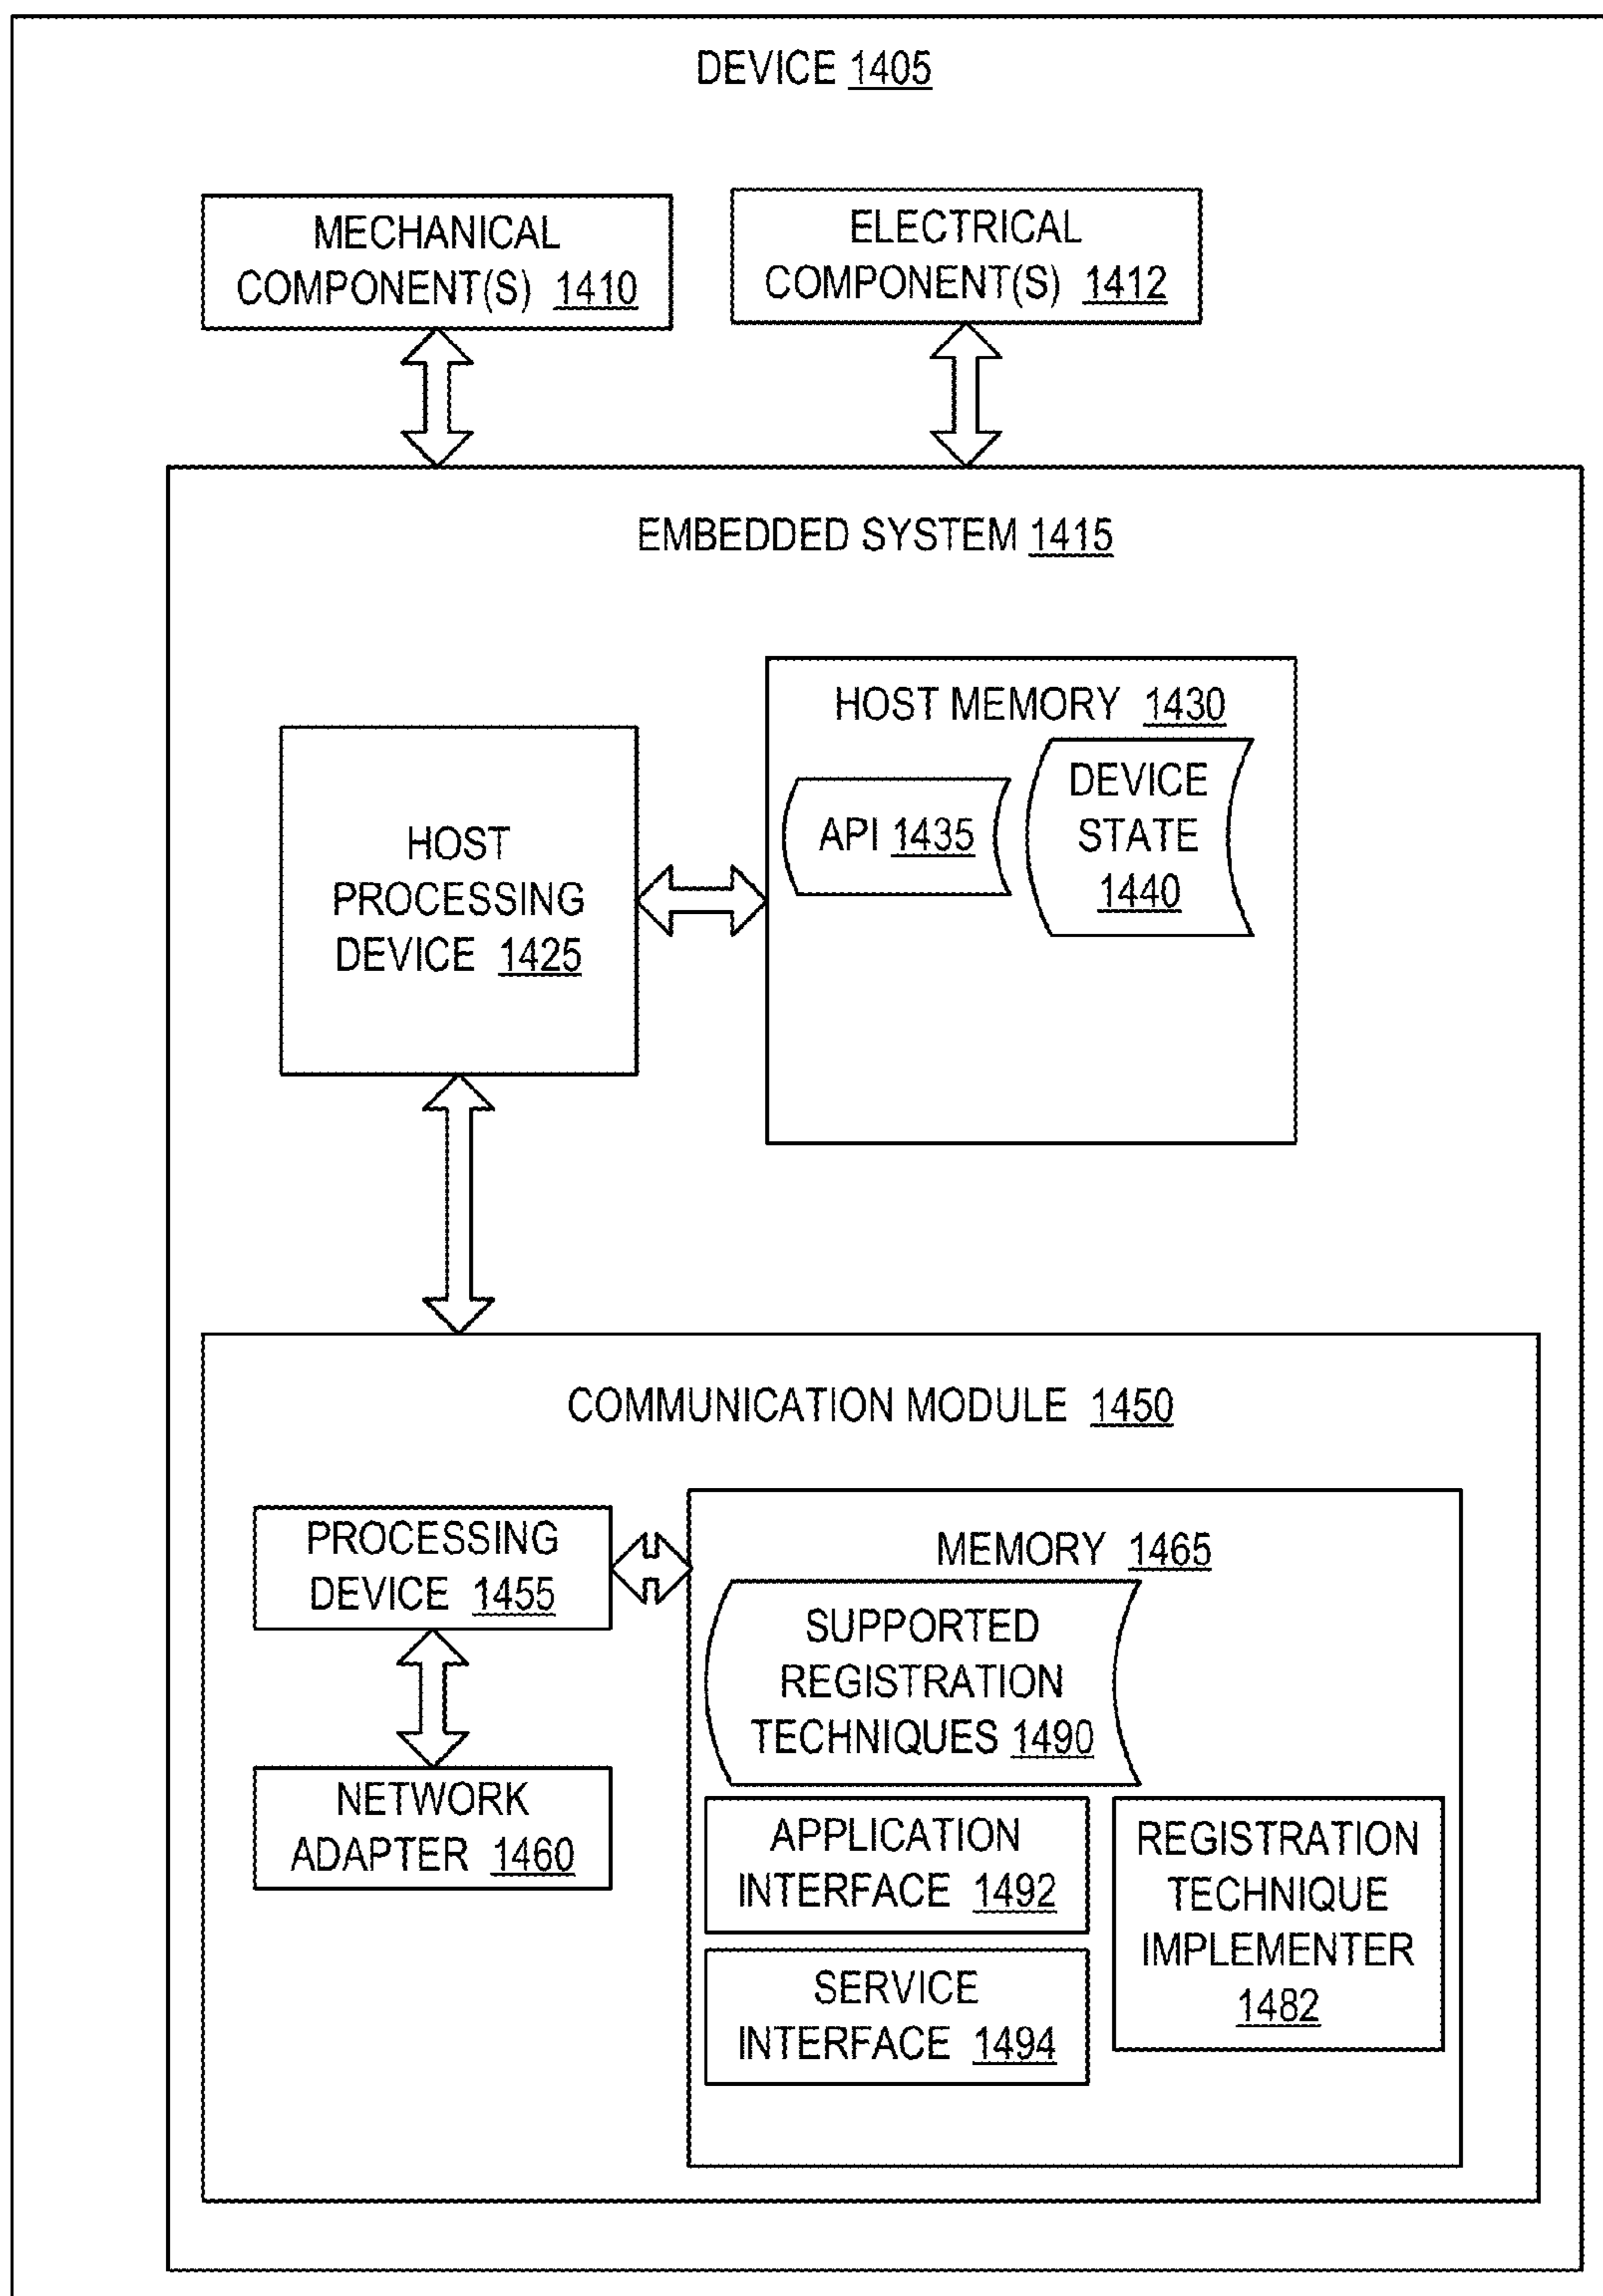 DEVICE 1405
MECHANICAL
COMPONENT(S) 1410
ELECTRICAL
COMPONENT(S) 1412
EMBEDDED SYSTEM 1415
HOST
PROCESSING
DEVICE 1425
HOST MEMORY 1430
API 1435
DEVICE
STATE
1440
COMMUNICATION MODULE 1450
PROCESSING
DEVICE 1455
NETWORK
ADAPTER 1460
MEMORY 1465
SUPPORTED
REGISTRATION
TECHNIQUES 1490
APPLICATION
INTERFACE 1492
SERVICE
INTERFACE 1494
REGISTRATION
TECHNIQUE
IMPLEMENTER
1482